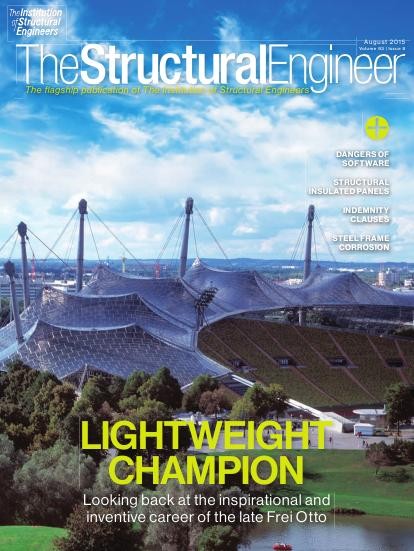 The Institution
of Structural
Engineers
August 2015
Volume 93 | Issue 8
TheStructuralEngineer
The flagship publication of The Institution of Structural Engineers
DANGERS OF
SOFTWARE
STRUCTURAL
INSULATED PANELS
INDEMNITY
CLAUSES
STEEL FRAME
CORROSION
LIGHTWEIGHT
CHAMPION
Looking back at the inspirational and
inventive career of the late Frei Otto